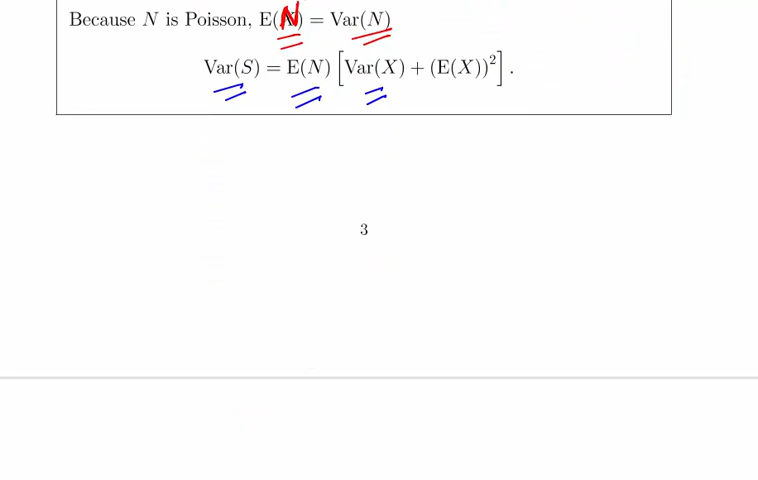 Because N is Poisson, E(N) = Var(N)
Var(S) = E(N) [Var(X) + (E(X))²] .
3